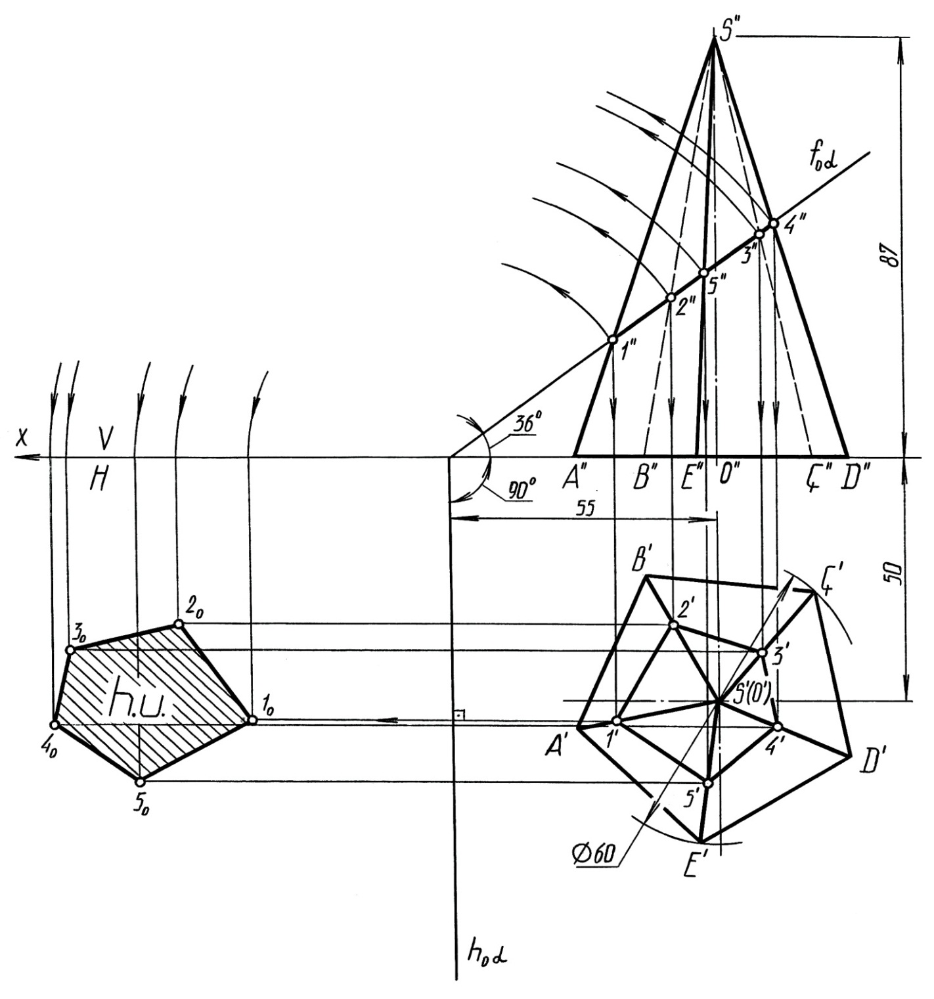 S"
f₀α
4"
3"
5"
2"
1"
87
36°
X
V
H
A"
B"
E"
O"
Ç"
D"
90°
55
50
B'
Ç'
2₀
2'
3₀
3'
h.u.
S'(O')
1₀
1'
4₀
4'
A'
D'
5₀
5'
Ø60
E'
h₀α